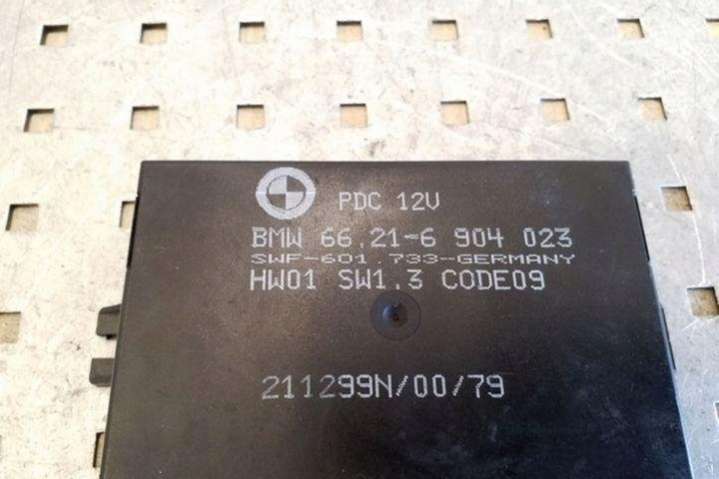 PDC 12V
BMW 66.21-6 904 023
SWF-601.733-GERMANY
HW01 SW1.3 CODE09
211299N/00/79